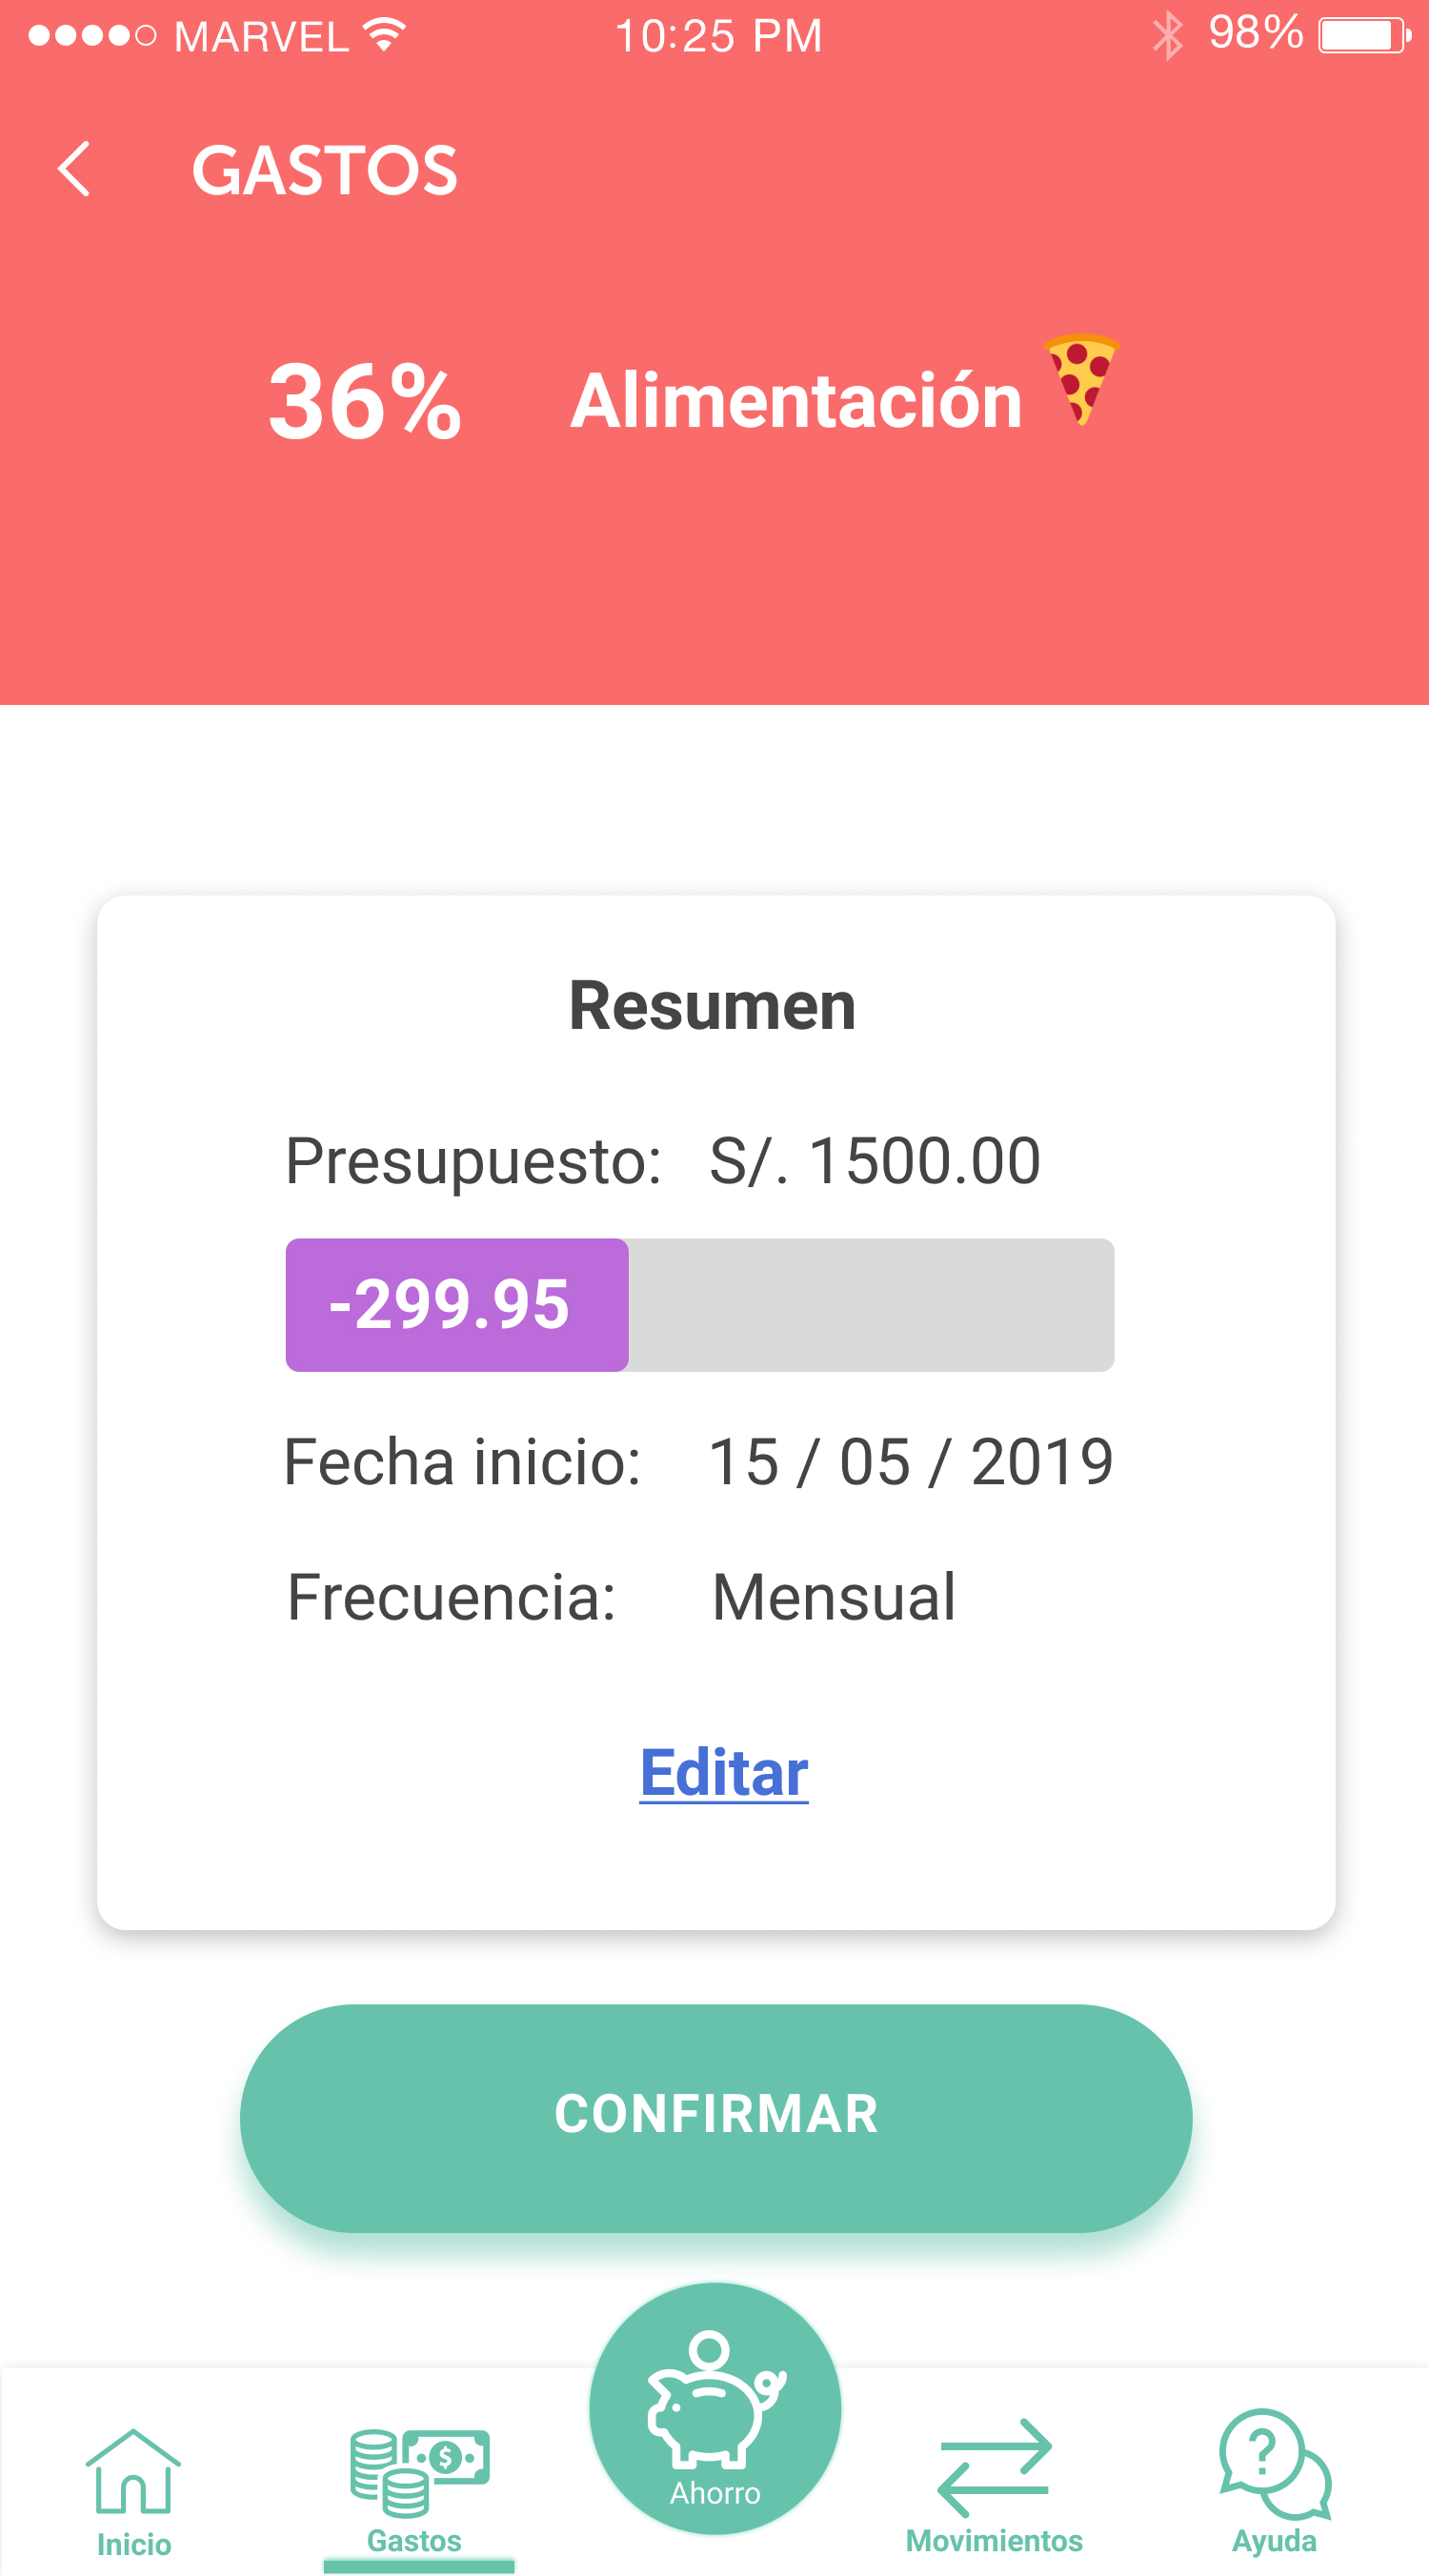 MARVEL 10:25 PM 98%
GASTOS
36% Alimentación
Resumen
Presupuesto: S/. 1500.00
-299.95
Fecha inicio: 15 / 05 / 2019
Frecuencia: Mensual
Editar
CONFIRMAR
Inicio Gastos Ahorro Movimientos Ayuda